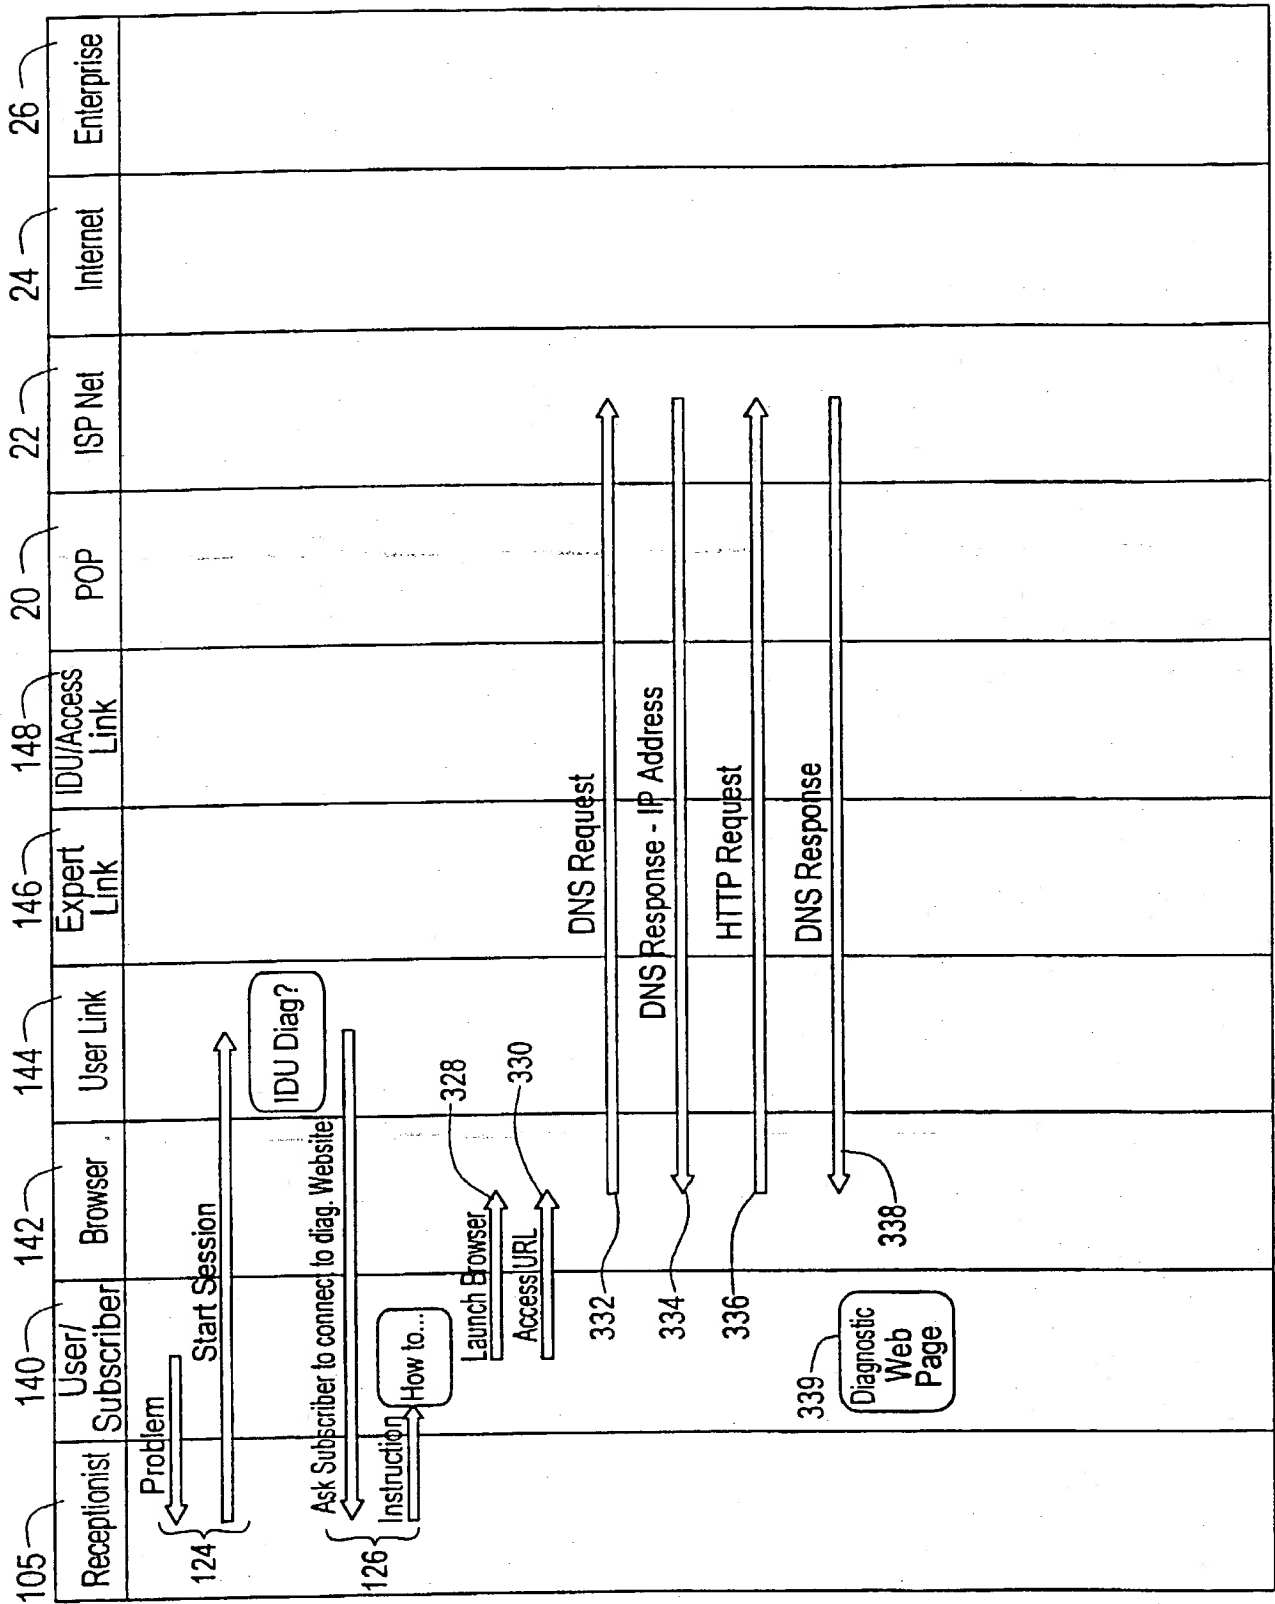 105
140
142
144
146
148
20
22
24
26
Receptionist
User/
Subscriber
Browser
User Link
Expert
Link
IDU/Access
Link
POP
ISP Net
Internet
Enterprise
Problem
Start Session
124
IDU Diag?
Ask Subscriber to connect to diag. Website
Instruction
How to...
126
Launch Browser
328
Access URL
330
DNS Request
332
DNS Response - IP Address
334
HTTP Request
336
DNS Response
338
339
Diagnostic
Web
Page